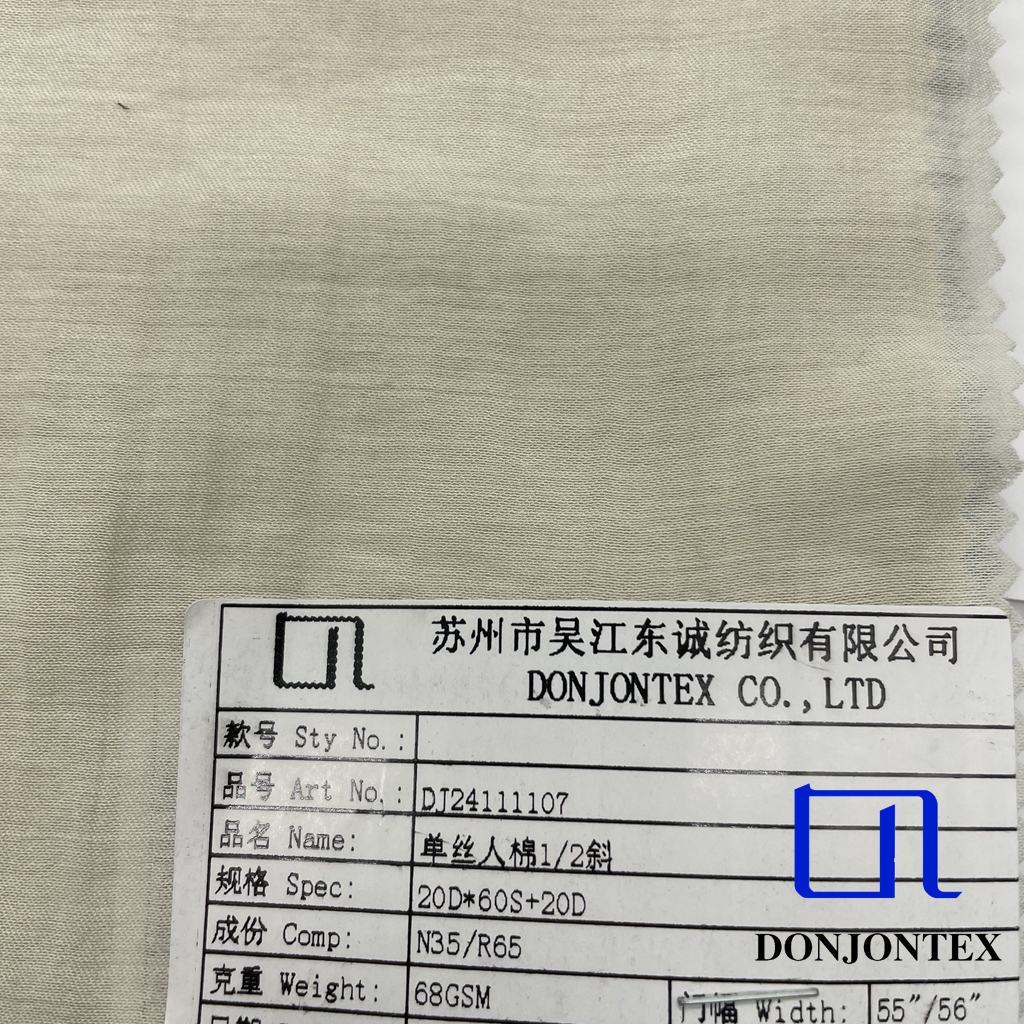 苏州市吴江东诚纺织有限公司
DONJONTEX CO.,LTD
款号 Sty No.:
品号 Art No.: DJ24111107
品名 Name: 单丝人棉1/2斜
规格 Spec: 20D*60S+20D
成份 Comp: N35/R65
克重 Weight: 68GSM 门幅 Width: 55"/56"
DONJONTEX